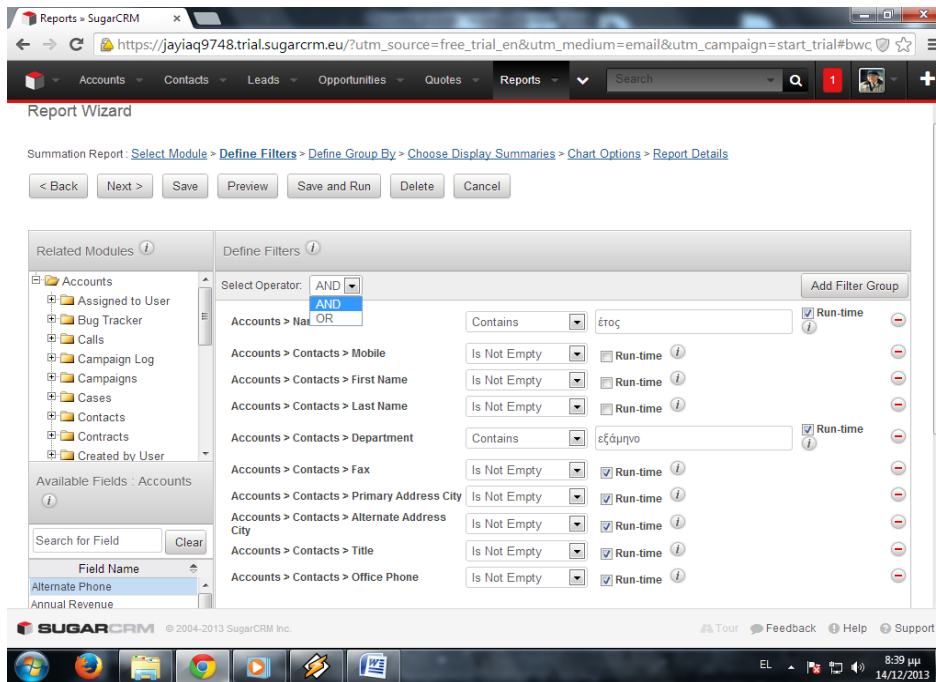 Reports » SugarCRM
https://jayiaq9748.trial.sugarcrm.eu/?utm_source=free_trial_en&utm_medium=email&utm_campaign=start_trial#bwc
Accounts Contacts Leads Opportunities Quotes Reports Search 1
Report Wizard
Summation Report : Select Module > Define Filters > Define Group By > Choose Display Summaries > Chart Options > Report Details
< Back Next > Save Preview Save and Run Delete Cancel
Related Modules
Accounts
Assigned to User
Bug Tracker
Calls
Campaign Log
Campaigns
Cases
Contacts
Contracts
Created by User
Available Fields : Accounts
Search for Field Clear
Field Name
Alternate Phone
Annual Revenue
Define Filters
Select Operator: AND Add Filter Group
AND
OR
Accounts > Contains έτος Run-time
Accounts > Contacts > Mobile Is Not Empty Run-time
Accounts > Contacts > First Name Is Not Empty Run-time
Accounts > Contacts > Last Name Is Not Empty Run-time
Accounts > Contacts > Department Contains εξάμηνο Run-time
Accounts > Contacts > Fax Is Not Empty Run-time
Accounts > Contacts > Primary Address City Is Not Empty Run-time
Accounts > Contacts > Alternate Address City Is Not Empty Run-time
Accounts > Contacts > Title Is Not Empty Run-time
Accounts > Contacts > Office Phone Is Not Empty Run-time
SUGARCRM © 2004-2013 SugarCRM Inc. Tour Feedback Help Support
EL 8:39 μμ
14/12/2013